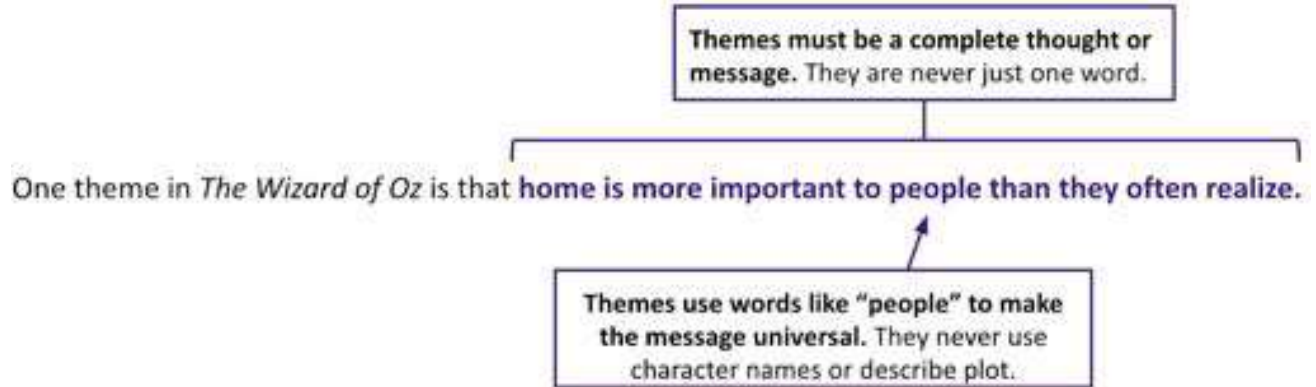 Themes must be a complete thought or
message. They are never just one word.
One theme in The Wizard of Oz is that home is more important to people than they often realize.
Themes use words like “people” to make
the message universal. They never use
character names or describe plot.